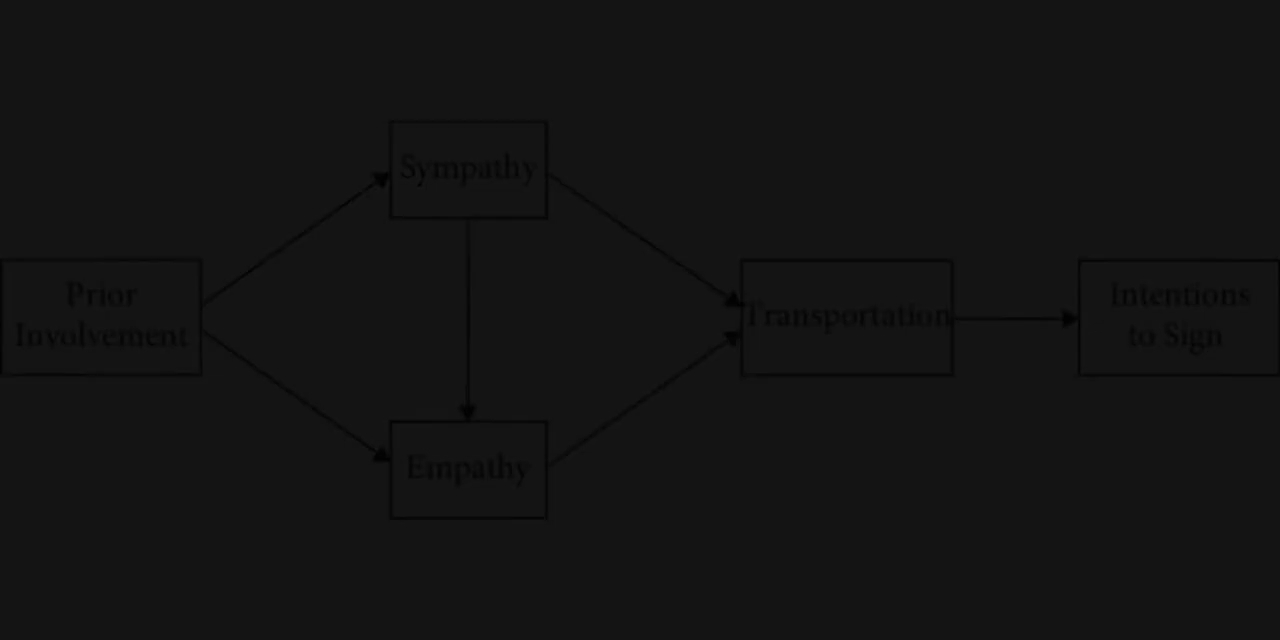 Sympathy
Prior
Involvement
Transportation
Intentions
to Sign
Empathy